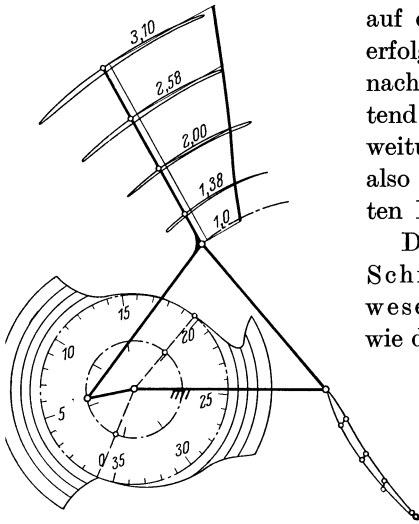 auf
erfolg
nach
tend
weitu
also
ten
D
Schi
wese
wie d
3,10
2,58
2,00
1,38
1,0
15
20
10
5
25
0 35
30